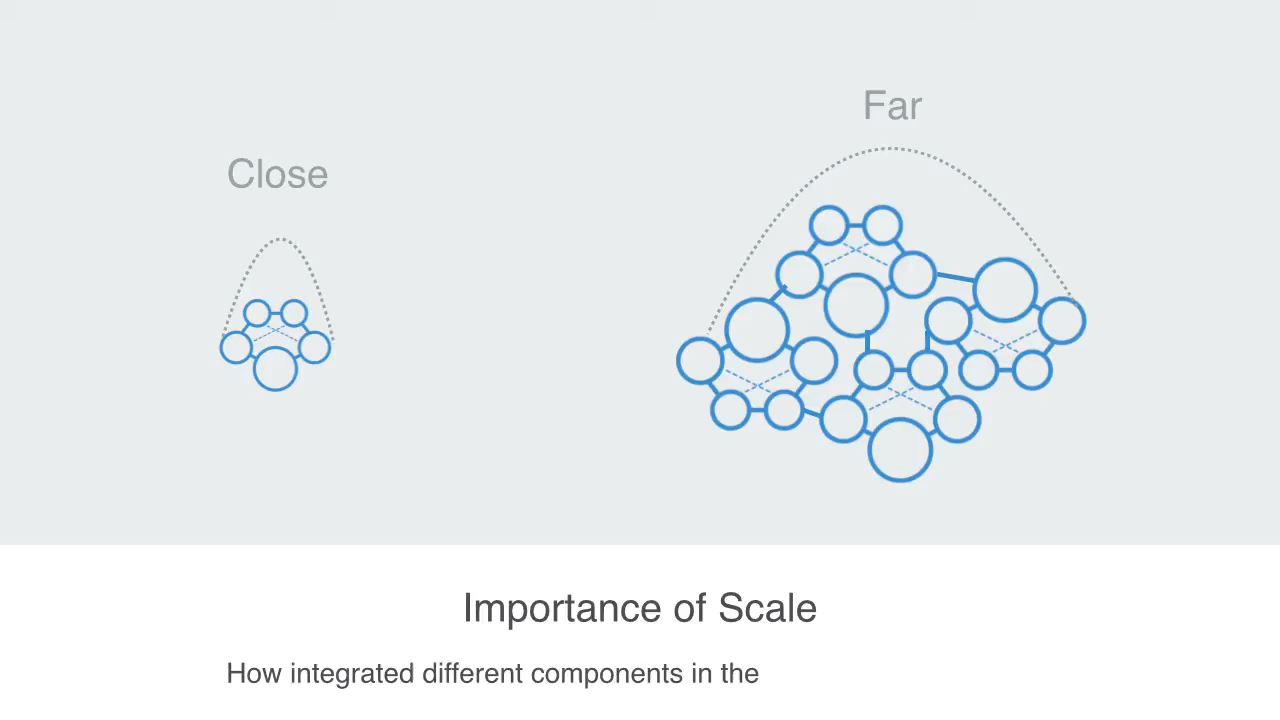 Close
Far
Importance of Scale
How integrated different components in the